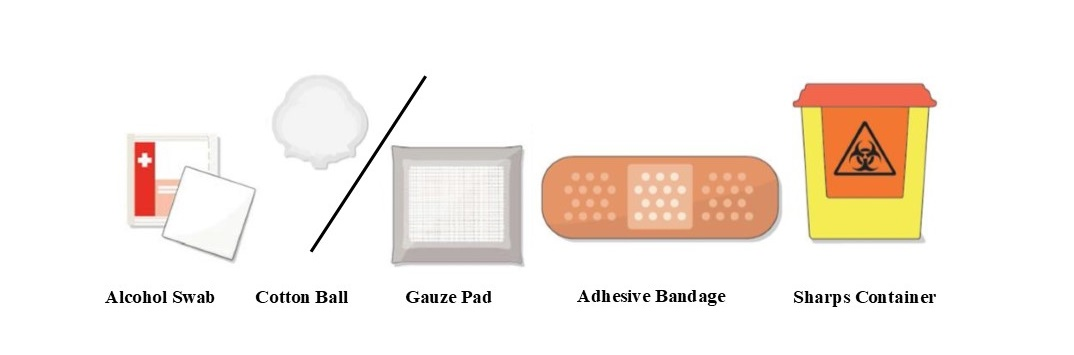 Alcohol Swab
Cotton Ball
Gauze Pad
Adhesive Bandage
Sharps Container